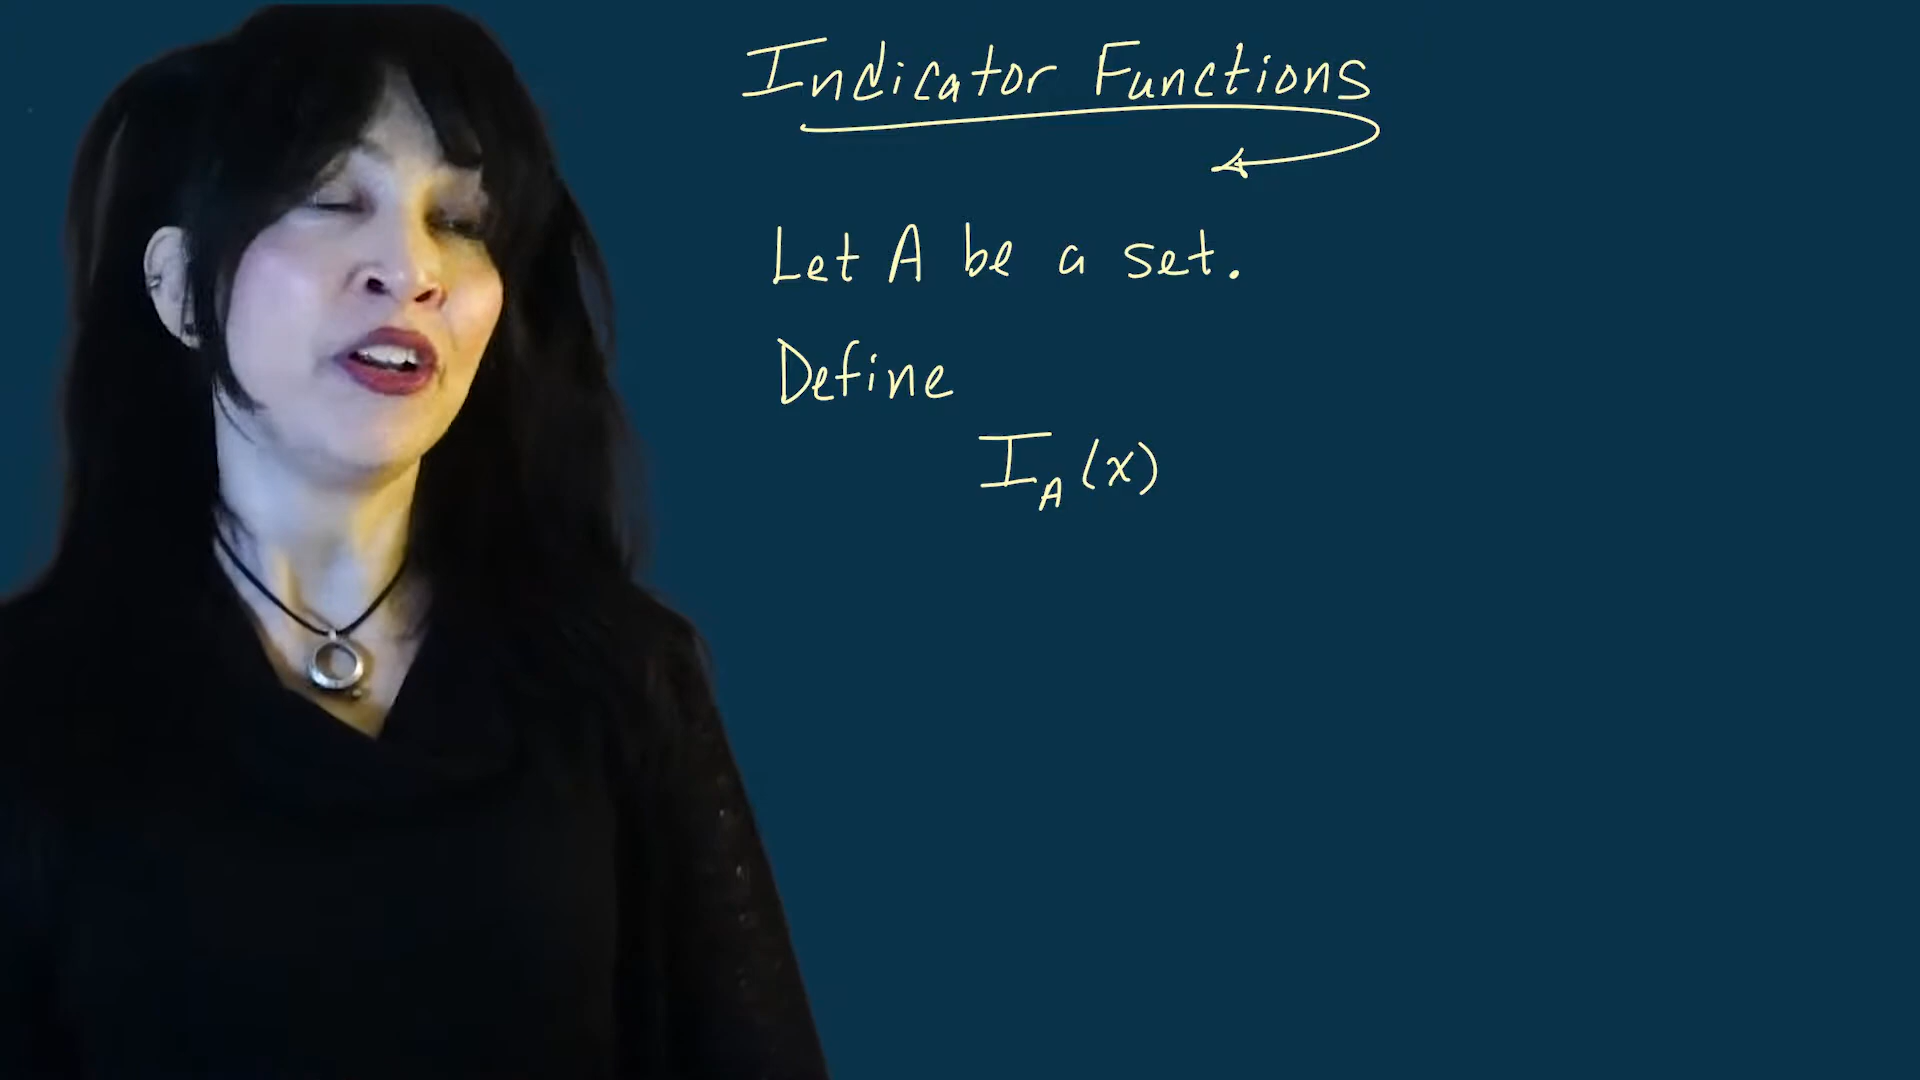 Indicator Functions
Let A be a set.
Define
I_A (x)